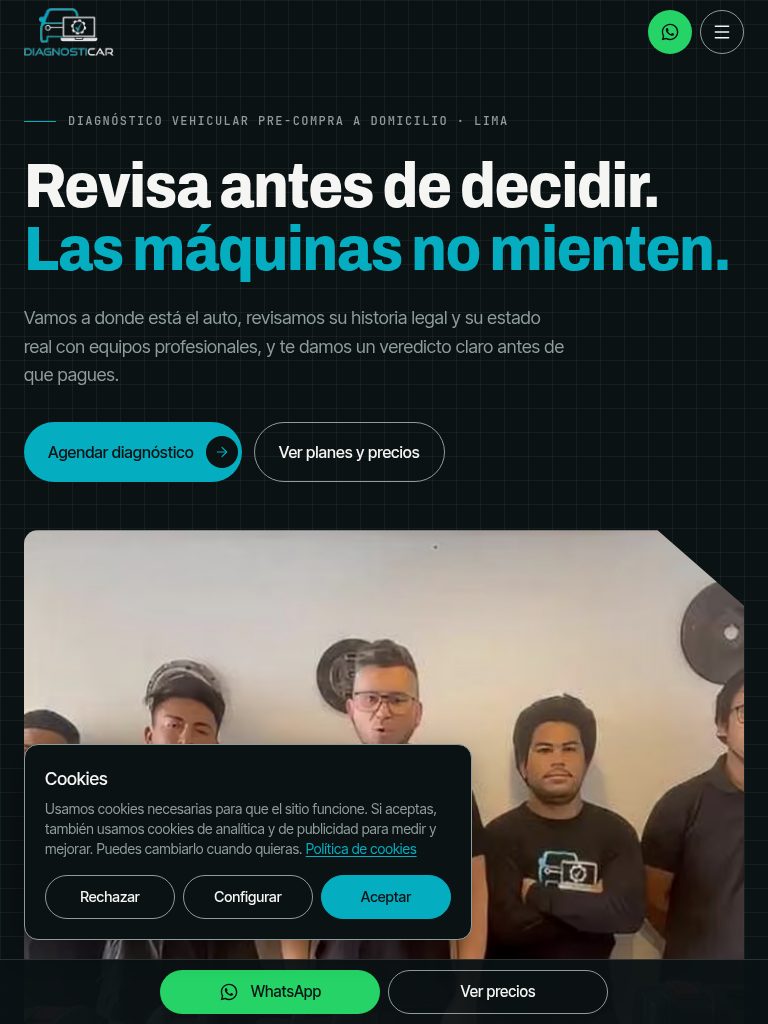 DIAGNOSTICAR
DIAGNÓSTICO VEHICULAR PRE-COMPRA A DOMICILIO · LIMA
Revisa antes de decidir.
Las máquinas no mienten.
Vamos a donde está el auto, revisamos su historia legal y su estado
real con equipos profesionales, y te damos un veredicto claro antes de
que pagues.
Agendar diagnóstico
Ver planes y precios
Cookies
Usamos cookies necesarias para que el sitio funcione. Si aceptas,
también usamos cookies de analítica y de publicidad para medir y
mejorar. Puedes cambiarlo cuando quieras. Política de cookies
Rechazar
Configurar
Aceptar
WhatsApp
Ver precios